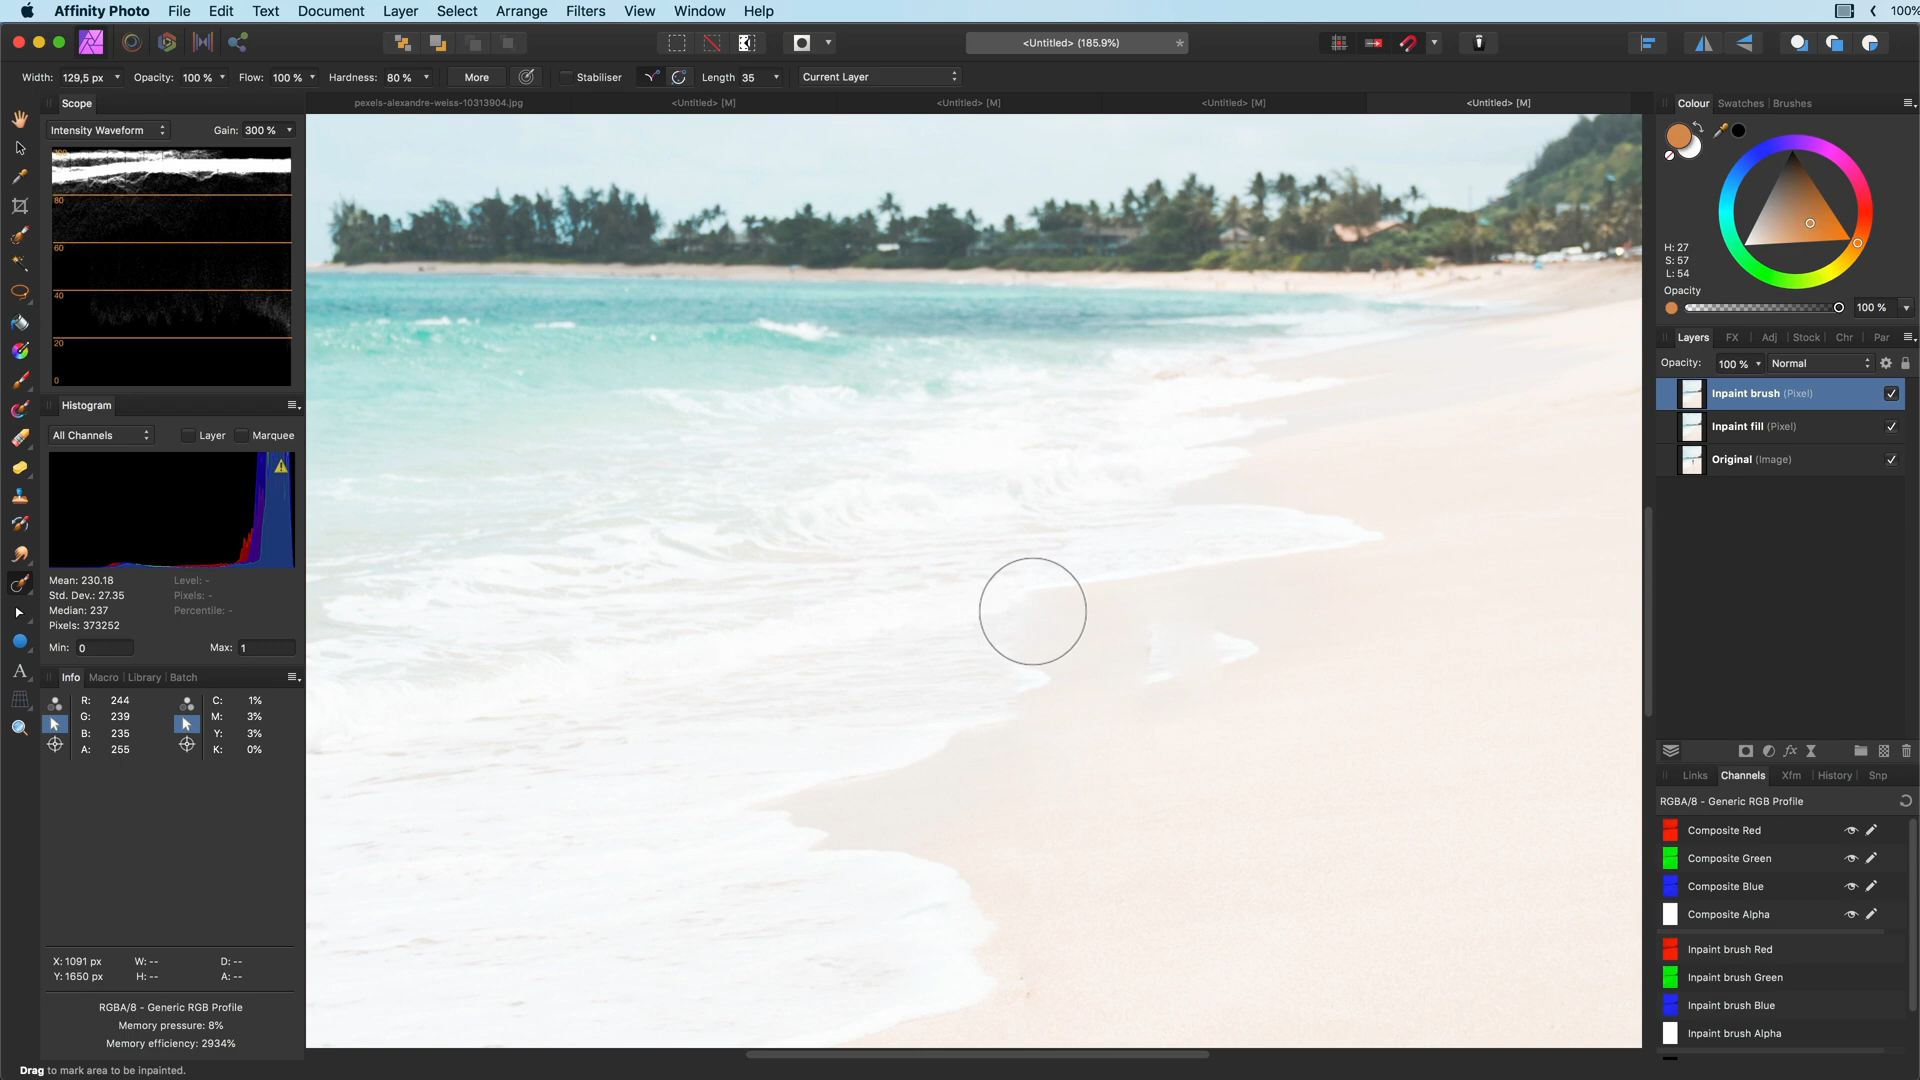 Affinity Photo File Edit Text Document Layer Select Arrange Filters View Window Help 100%
<Untitled> (185.9%)
Width: 129,5 px Opacity: 100 % Flow: 100 % Hardness: 80 % More Stabiliser Length 35 Current Layer
Scope
pexels-alexandre-weiss-10313904.jpg <Untitled> [M] <Untitled> [M] <Untitled> [M] <Untitled> [M]
Colour Swatches Brushes
Intensity Waveform Gain: 300 %
100
80
60
40
20
0
H: 27
S: 57
L: 54
Opacity
100 %
Layers FX Adj Stock Chr Par
Opacity: 100 % Normal
Inpaint brush (Pixel)
Inpaint fill (Pixel)
Original (Image)
Histogram
All Channels Layer Marquee
Mean: 230.18 Level: -
Std. Dev.: 27.35 Pixels: -
Median: 237 Percentile: -
Pixels: 373252
Min: 0 Max: 1
Info Macro Library Batch
R: 244 C: 1%
G: 239 M: 3%
B: 235 Y: 3%
A: 255 K: 0%
Links Channels Xfm History Snp
RGBA/8 - Generic RGB Profile
Composite Red
Composite Green
Composite Blue
Composite Alpha
Inpaint brush Red
Inpaint brush Green
Inpaint brush Blue
Inpaint brush Alpha
X: 1091 px W: -- D: --
Y: 1650 px H: -- A: --
RGBA/8 - Generic RGB Profile
Memory pressure: 8%
Memory efficiency: 2934%
Drag to mark area to be inpainted.